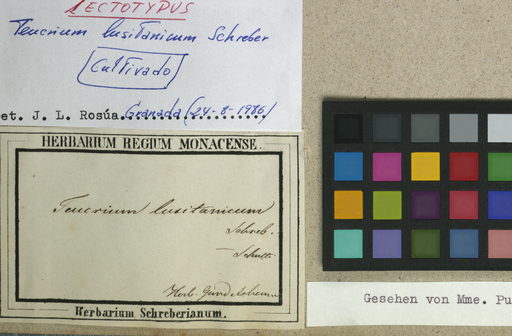 LECTOTYPUS
Teucrium lusitanicum Schreber
Cultivado
et. J. L. Rosúa. Granada (24-8-1986)
HERBARIUM REGIUM MONACENSE.
Teucrium lusitanicum
Schreb.
Herb.
Herbarium Schreberianum.
Gesehen von Mme. Pu